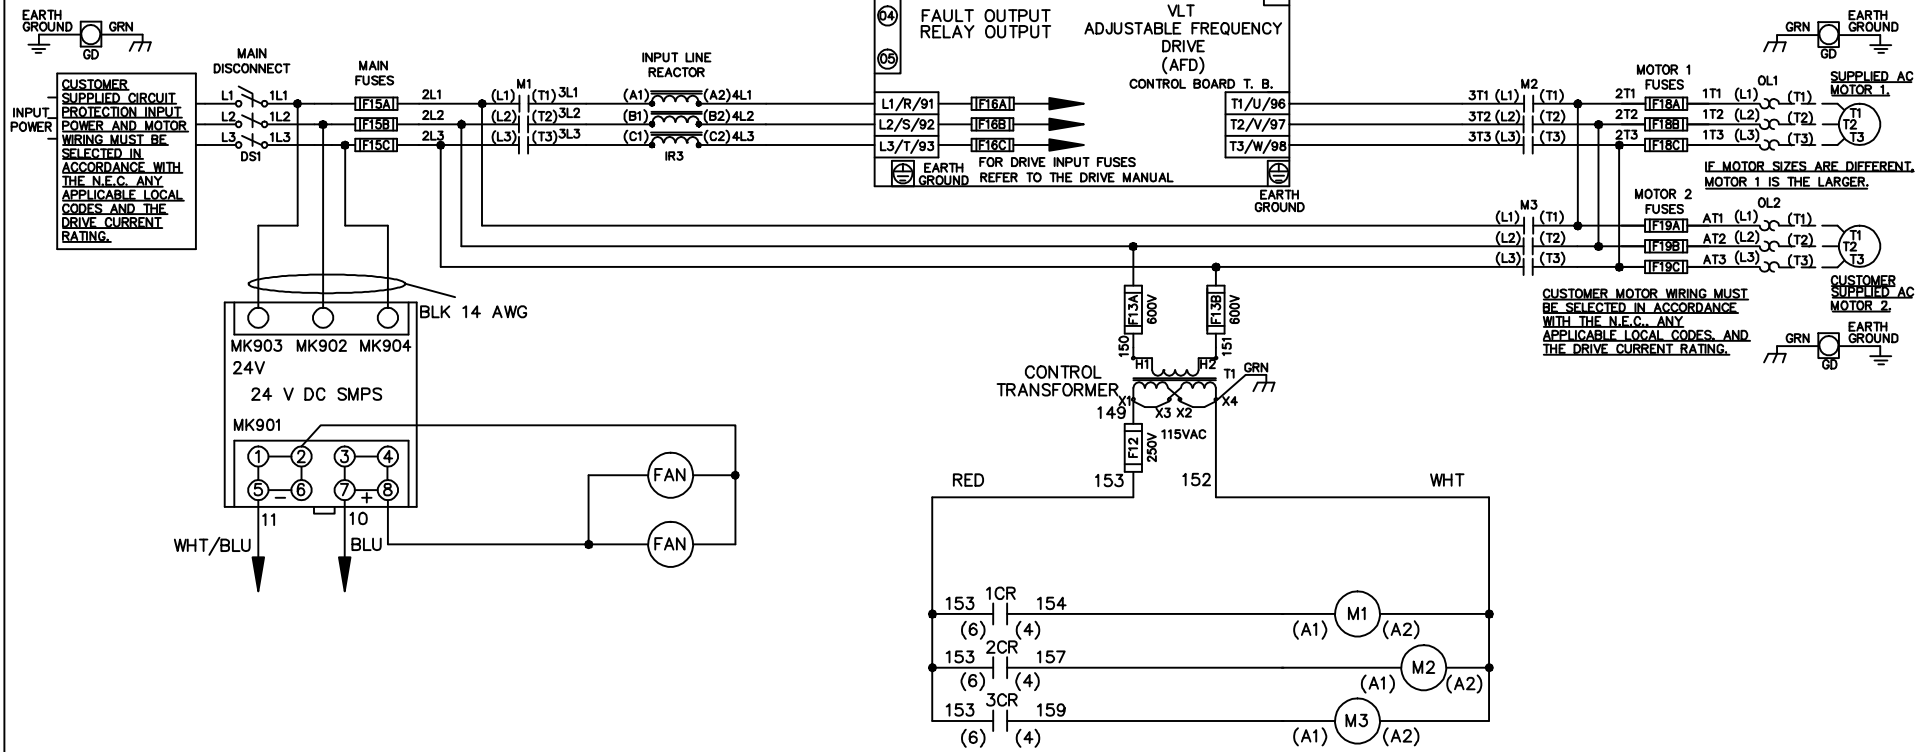 EARTH
GROUND
GRN
GD
CUSTOMER
SUPPLIED CIRCUIT
PROTECTION INPUT
POWER AND MOTOR
WIRING MUST BE
SELECTED IN
ACCORDANCE WITH
THE N.E.C. ANY
APPLICABLE LOCAL
CODES AND THE
DRIVE CURRENT
RATING.
INPUT
POWER
MAIN
DISCONNECT
L1 1L1
L2 1L2
L3 1L3
DS1
MAIN
FUSES
F15A
F15B
F15C
2L1
2L2
2L3
M1
(L1) (T1) 3L1
(L2) (T2) 3L2
(L3) (T3) 3L3
INPUT LINE
REACTOR
(A1) (A2) 4L1
(B1) (B2) 4L2
(C1) (C2) 4L3
IR3
04
05
FAULT OUTPUT
RELAY OUTPUT
VLT
ADJUSTABLE FREQUENCY
DRIVE
(AFD)
CONTROL BOARD T. B.
L1/R/91
L2/S/92
L3/T/93
F16A
F16B
F16C
T1/U/96
T2/V/97
T3/W/98
EARTH
GROUND
FOR DRIVE INPUT FUSES
REFER TO THE DRIVE MANUAL
EARTH
GROUND
M2
3T1 (L1) (T1)
3T2 (L2) (T2)
3T3 (L3) (T3)
MOTOR 1
FUSES
2T1 F18A 1T1
2T2 F18B 1T2
2T3 F18C 1T3
OL1
(L1) (T1)
(L2) (T2)
(L3) (T3)
GRN
GD
EARTH
GROUND
SUPPLIED AC
MOTOR 1.
T1
T2
T3
IF MOTOR SIZES ARE DIFFERENT,
MOTOR 1 IS THE LARGER.
M3
(L1) (T1)
(L2) (T2)
(L3) (T3)
MOTOR 2
FUSES
F19A AT1
F19B AT2
F19C AT3
OL2
(L1) (T1)
(L2) (T2)
(L3) (T3)
T1
T2
T3
CUSTOMER
SUPPLIED AC
MOTOR 2.
CUSTOMER MOTOR WIRING MUST
BE SELECTED IN ACCORDANCE
WITH THE N.E.C., ANY
APPLICABLE LOCAL CODES, AND
THE DRIVE CURRENT RATING.
GRN
GD
EARTH
GROUND
BLK 14 AWG
MK903 MK902 MK904
24V
24 V DC SMPS
MK901
1 2 3 4
5 - 6 7 + 8
11
10
WHT/BLU
BLU
FAN
FAN
F13A
600V
F13B
600V
150
151
H1
H2
CONTROL
TRANSFORMER
T1
GRN
X1 X3 X2 X4
149
115VAC
F12
250V
153
152
RED
WHT
1CR
153 154
(6) (4)
M1
(A1) (A2)
2CR
153 157
(6) (4)
M2
(A1) (A2)
3CR
153 159
(6) (4)
M3
(A1) (A2)